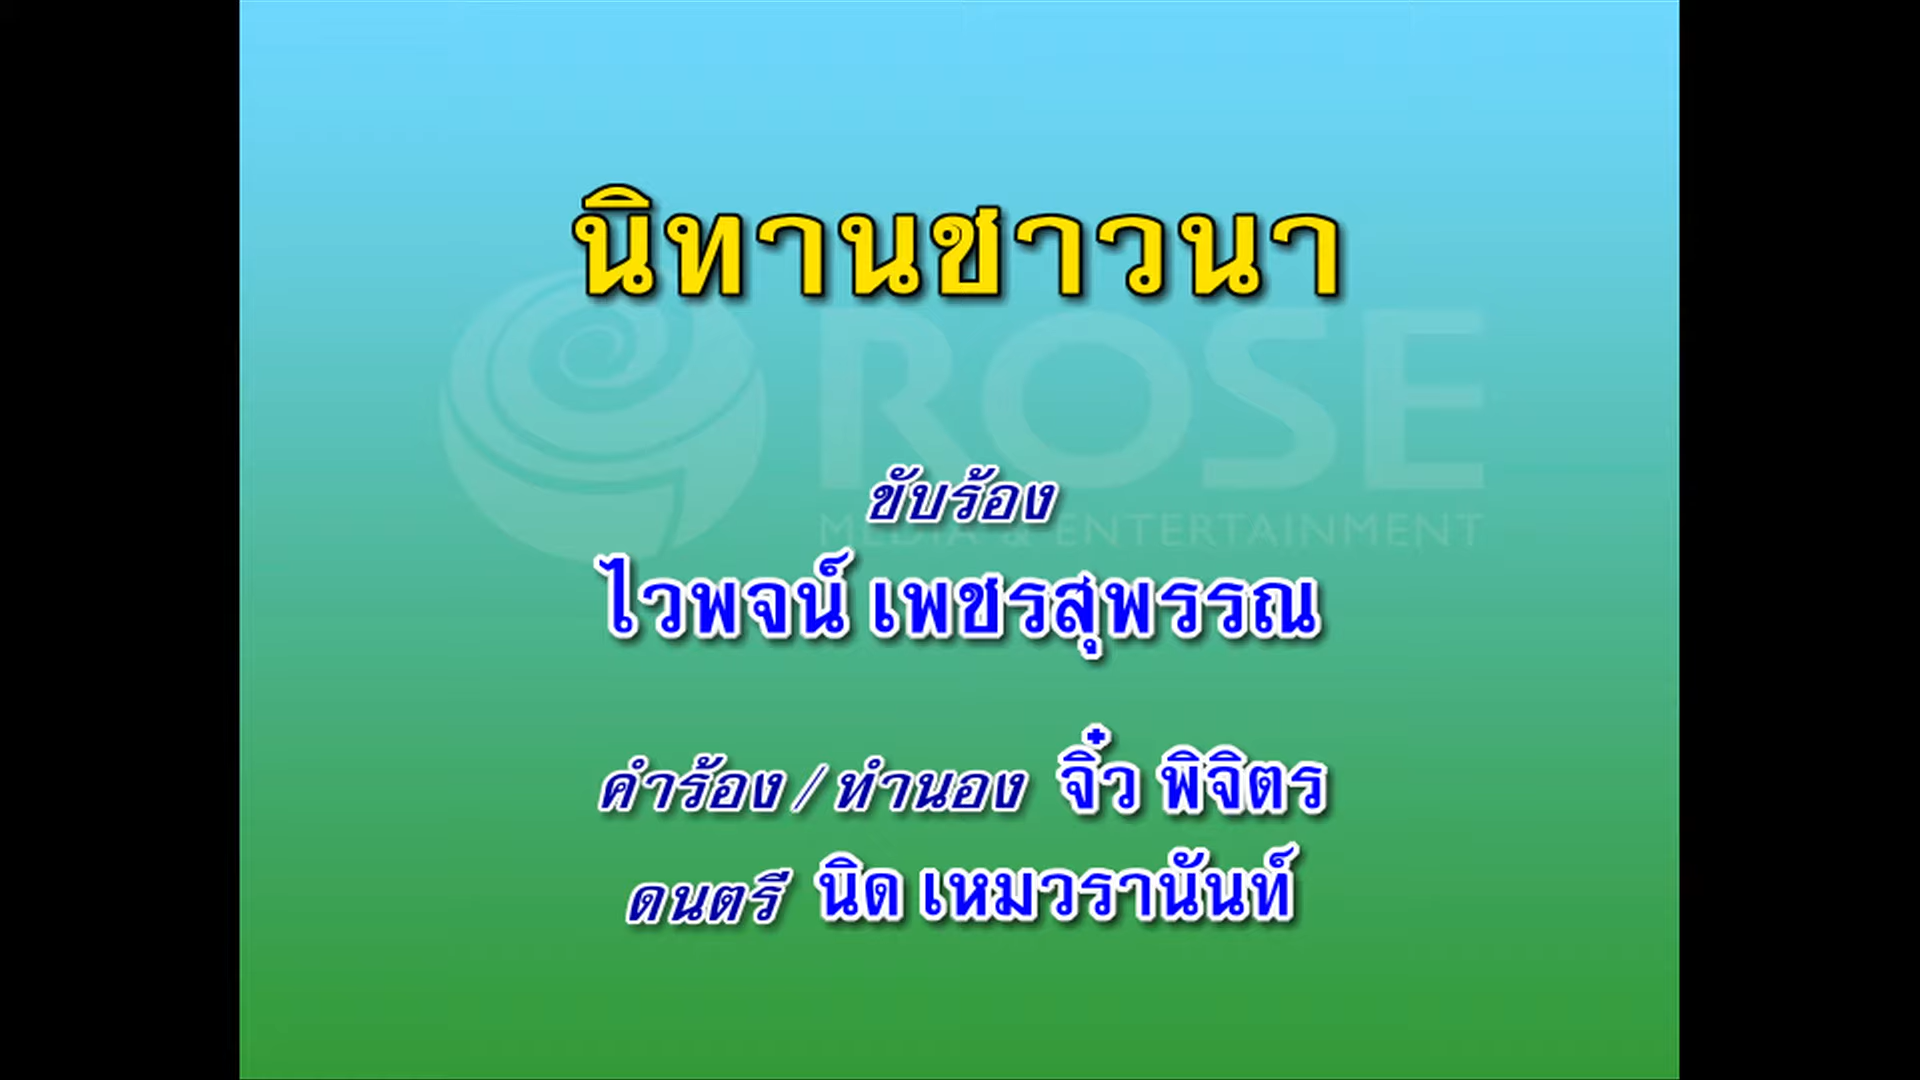 นิทานชาวนา
ROSE
MEDIA & ENTERTAINMENT
ขับร้อง
ไวพจน์ เพชรสุพรรณ
คำร้อง / ทำนอง จิ๋ว พิจิตร
ดนตรี นิด เหมวรานันท์